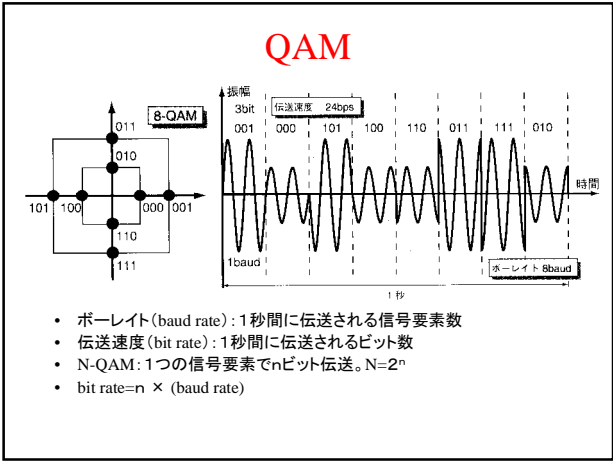 QAM
8-QAM
011
010
101 100 000 001
110
111
振幅
3bit 伝送速度 24bps
001 000 101 100 110 011 111 010
時間
1baud
ボーレイト 8baud
1 秒
• ボーレイト(baud rate):1秒間に伝送される信号要素数
• 伝送速度(bit rate):1秒間に伝送されるビット数
• N-QAM:1つの信号要素でnビット伝送。N=2ⁿ
• bit rate=n × (baud rate)